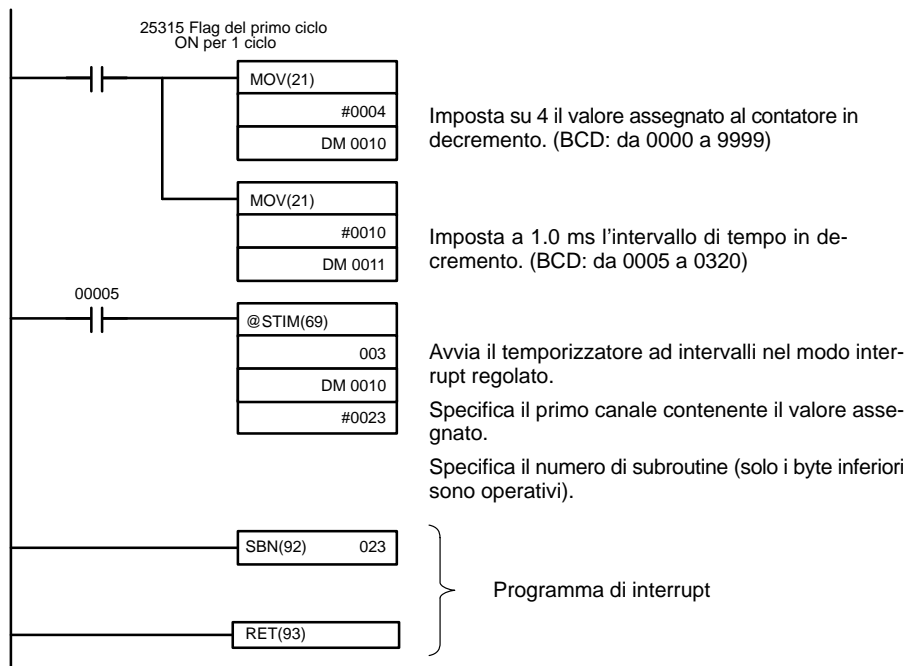 25315 Flag del primo ciclo
ON per 1 ciclo
MOV(21)
#0004
DM 0010
Imposta su 4 il valore assegnato al contatore in
decremento. (BCD: da 0000 a 9999)
MOV(21)
#0010
DM 0011
Imposta a 1.0 ms l'intervallo di tempo in de-
cremento. (BCD: da 0005 a 0320)
00005
@STIM(69)
003
DM 0010
#0023
Avvia il temporizzatore ad intervalli nel modo inter-
rupt regolato.
Specifica il primo canale contenente il valore asse-
gnato.
Specifica il numero di subroutine (solo i byte inferiori
sono operativi).
SBN(92) 023
Programma di interrupt
RET(93)